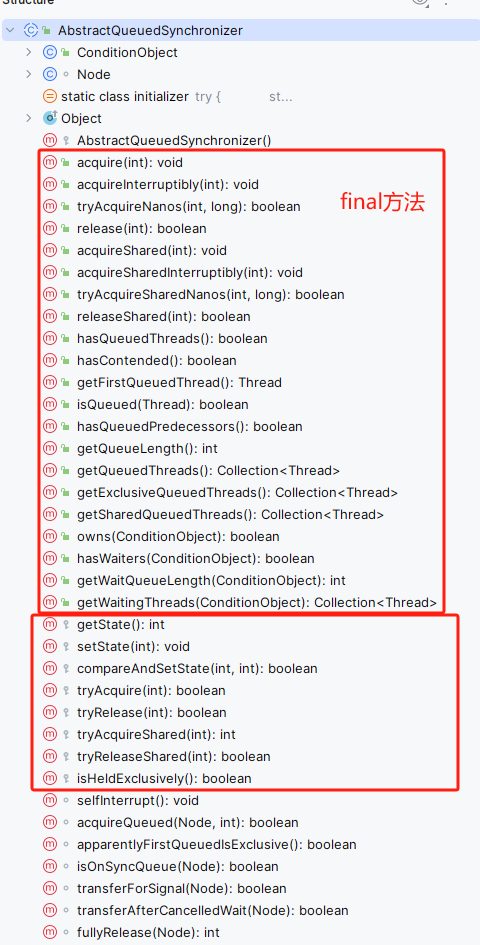 Structure
AbstractQueuedSynchronizer
ConditionObject
Node
static class initializer try { st...
Object
AbstractQueuedSynchronizer()
acquire(int): void
acquireInterruptibly(int): void
tryAcquireNanos(int, long): boolean
final方法
release(int): boolean
acquireShared(int): void
acquireSharedInterruptibly(int): void
tryAcquireSharedNanos(int, long): boolean
releaseShared(int): boolean
hasQueuedThreads(): boolean
hasContended(): boolean
getFirstQueuedThread(): Thread
isQueued(Thread): boolean
hasQueuedPredecessors(): boolean
getQueueLength(): int
getQueuedThreads(): Collection<Thread>
getExclusiveQueuedThreads(): Collection<Thread>
getSharedQueuedThreads(): Collection<Thread>
owns(ConditionObject): boolean
hasWaiters(ConditionObject): boolean
getWaitQueueLength(ConditionObject): int
getWaitingThreads(ConditionObject): Collection<Thread>
getState(): int
setState(int): void
compareAndSetState(int, int): boolean
tryAcquire(int): boolean
tryRelease(int): boolean
tryAcquireShared(int): int
tryReleaseShared(int): boolean
isHeldExclusively(): boolean
selfInterrupt(): void
acquireQueued(Node, int): boolean
apparentlyFirstQueuedIsExclusive(): boolean
isOnSyncQueue(Node): boolean
transferForSignal(Node): boolean
transferAfterCancelledWait(Node): boolean
fullyRelease(Node): int